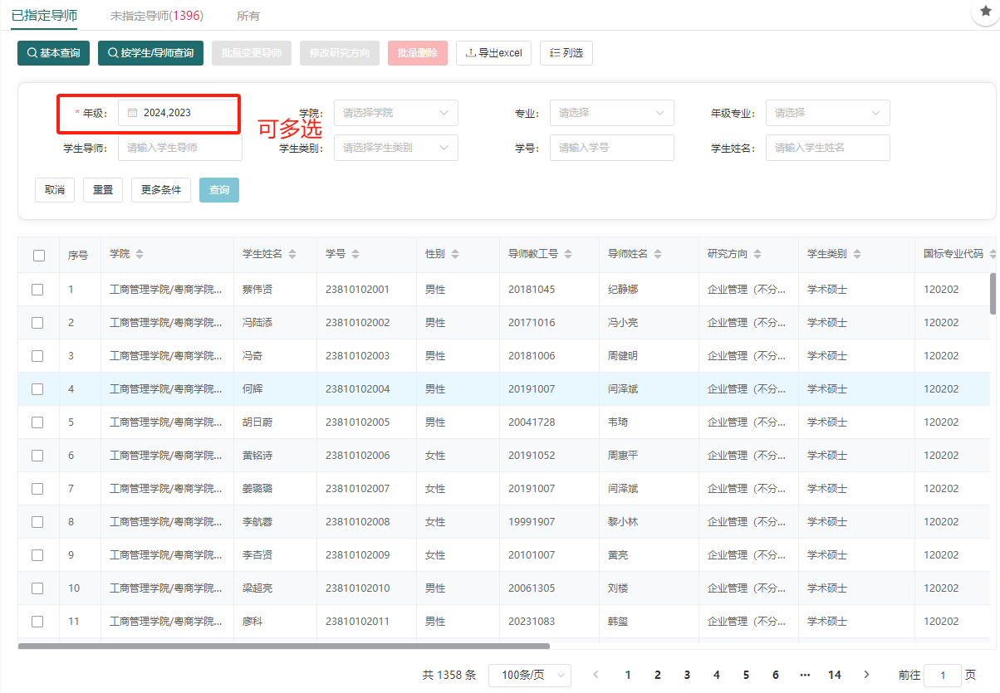 已指定导师 未指定导师(1396) 所有
基本查询 按学生/导师查询 批量变更导师 修改研究方向 批量删除 导出excel 列选
* 年级： 2024,2023 学院： 请选择学院 专业： 请选择 年级专业： 请选择
可多选
学生导师： 请输入学生导师 学生类别： 请选择学生类别 学号： 请输入学号 学生姓名： 请输入学生姓名
取消 重置 更多条件 查询
序号 学院 学生姓名 学号 性别 导师教工号 导师姓名 研究方向 学生类别 国标专业代码
1 工商管理学院/粤商学院... 蔡伟贤 23810102001 男性 20181045 纪静娜 企业管理（不分... 学术硕士 120202
2 工商管理学院/粤商学院... 冯陆添 23810102002 男性 20171016 冯小亮 企业管理（不分... 学术硕士 120202
3 工商管理学院/粤商学院... 冯奇 23810102003 男性 20181006 周健明 企业管理（不分... 学术硕士 120202
4 工商管理学院/粤商学院... 何辉 23810102004 男性 20191007 闫泽斌 企业管理（不分... 学术硕士 120202
5 工商管理学院/粤商学院... 胡日蔚 23810102005 男性 20041728 韦琦 企业管理（不分... 学术硕士 120202
6 工商管理学院/粤商学院... 黄铭诗 23810102006 女性 20191052 周惠平 企业管理（不分... 学术硕士 120202
7 工商管理学院/粤商学院... 姜璐璐 23810102007 女性 20191007 闫泽斌 企业管理（不分... 学术硕士 120202
8 工商管理学院/粤商学院... 李航蓉 23810102008 女性 19991907 黎小林 企业管理（不分... 学术硕士 120202
9 工商管理学院/粤商学院... 李杏贤 23810102009 女性 20101007 黄亮 企业管理（不分... 学术硕士 120202
10 工商管理学院/粤商学院... 梁超亮 23810102010 男性 20061305 刘楼 企业管理（不分... 学术硕士 120202
11 工商管理学院/粤商学院... 廖科 23810102011 男性 20231083 韩玺 企业管理（不分... 学术硕士 120202
共 1358 条 100条/页 1 2 3 4 5 6 ••• 14 前往 1 页